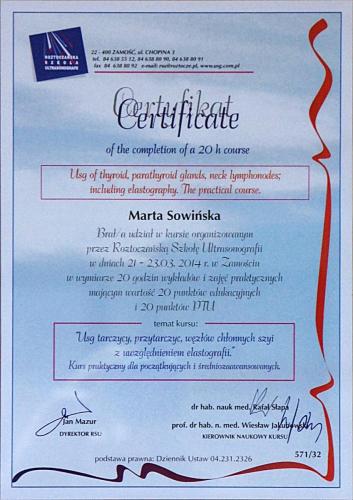 ROZTOCZAŃSKA
SZKOŁA
ULTRASONOGRAFII
22 - 400 ZAMOŚĆ, ul. CHOPINA 3
tel. 84 638 55 12, 84 638 80 90, 84 638 80 91
fax 84 638 80 92 e-mail: rsu@roztocze.pl, www.usg.com.pl
Certyfikat
Certificate
of the completion of a 20 h course
Usg of thyroid, parathyroid glands, neck lymphonodes;
including elastography. The practical course.
Marta Sowińska
Brał/a udział w kursie organizowanym
przez Roztoczańską Szkołę Ultrasonografii
w dniach 21 - 23.03. 2014 r. w Zamościu
w wymiarze 20 godzin wykładów i zajęć praktycznych
mającym wartość 20 punktów edukacyjnych
i 20 punktów PTU
temat kursu:
"Usg tarczycy, przytarczyc, węzłów chłonnych szyi
z uwzględnieniem elastografii."
Kurs praktyczny dla początkujących i średniozaawansowanych.
Jan Mazur
DYREKTOR RSU
dr hab. nauk med. Rafał Słapa
prof. dr hab. n. med. Wiesław Jakubowski
KIEROWNIK NAUKOWY KURSU
571/32
podstawa prawna: Dziennik Ustaw 04.231.2326